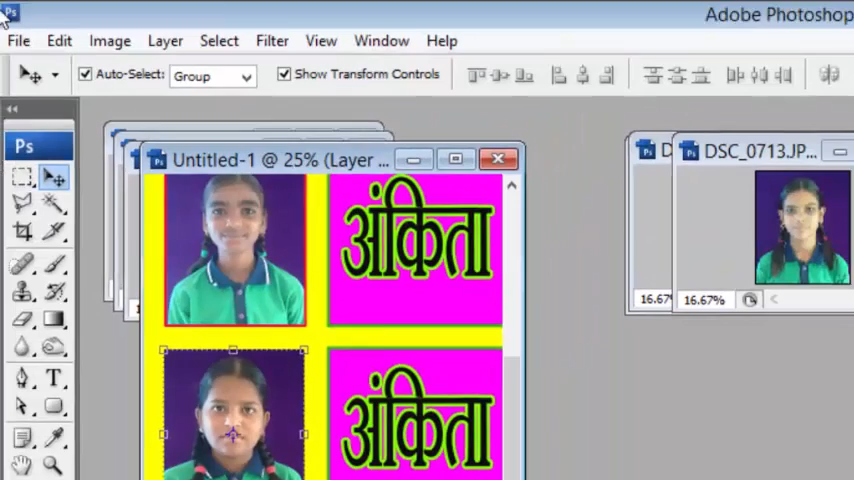 Ps Adobe Photoshop
File Edit Image Layer Select Filter View Window Help
Auto-Select: Group Show Transform Controls
Ps
Untitled-1 @ 25% (Layer ...
DSC_0713.JP...
अंकिता
16.67% 16.67%
अंकिता